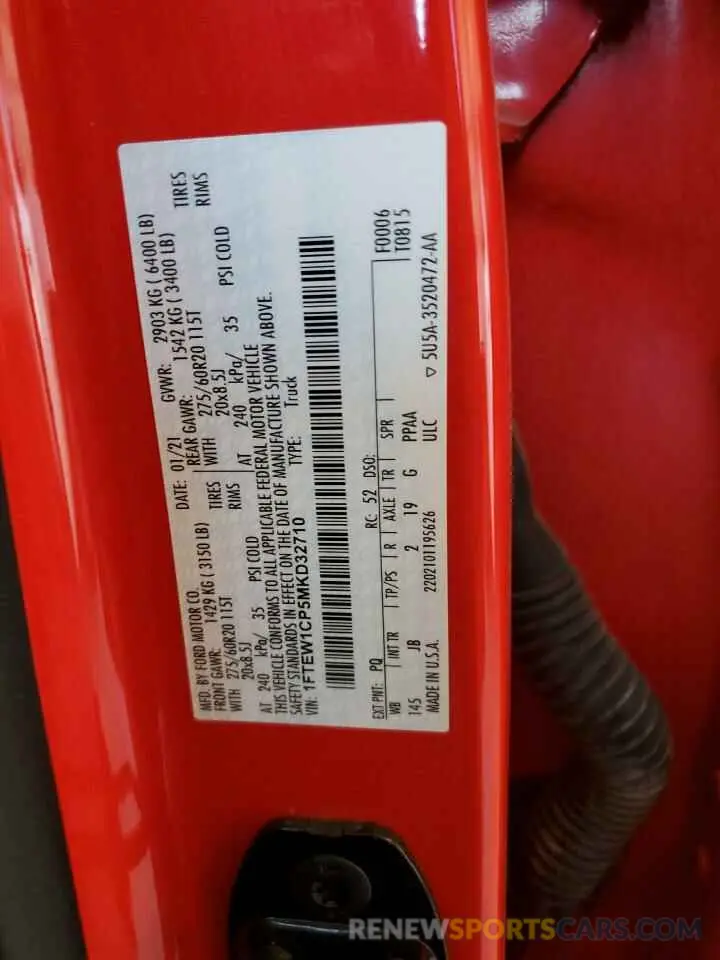 MFD. BY FORD MOTOR CO.
DATE: 01/21 GVWR: 2903 KG ( 6400 LB)
FRONT GAWR: 1429 KG ( 3150 LB) REAR GAWR: 1542 KG ( 3400 LB)
WITH 275/60R20 115T TIRES WITH 275/60R20 115T TIRES
20x8.5J RIMS 20x8.5J RIMS
AT 240 kPa/ 35 PSI COLD AT 240 kPa/ 35 PSI COLD
THIS VEHICLE CONFORMS TO ALL APPLICABLE FEDERAL MOTOR VEHICLE
SAFETY STANDARDS IN EFFECT ON THE DATE OF MANUFACTURE SHOWN ABOVE.
VIN: 1FTEW1CP5MKD32710 TYPE: Truck
EXT PNT: PQ RC: 52 DSO: F0006
T0815
WB INT TR TP/PS R AXLE TR SPR
145 JB 2 19 G PPAA
MADE IN U.S.A. 2202101195626 ULC
▽ 5U5A-3520472-AA
RENEWSPORTSCARS.COM